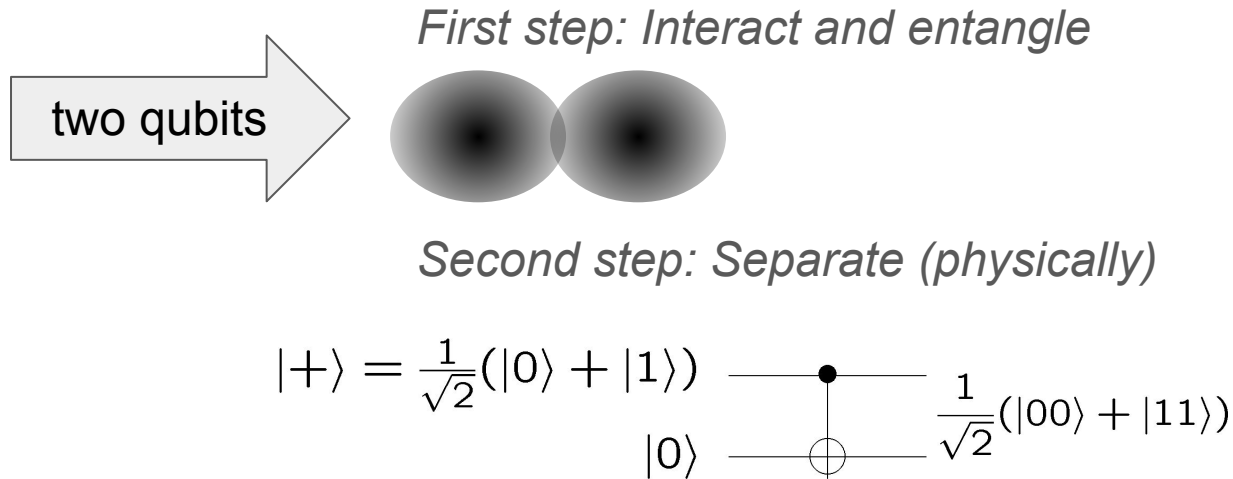 First step: Interact and entangle
two qubits
Second step: Separate (physically)
|+⟩ = 1/√2(|0⟩ + |1⟩)
1/√2(|00⟩ + |11⟩)
|0⟩